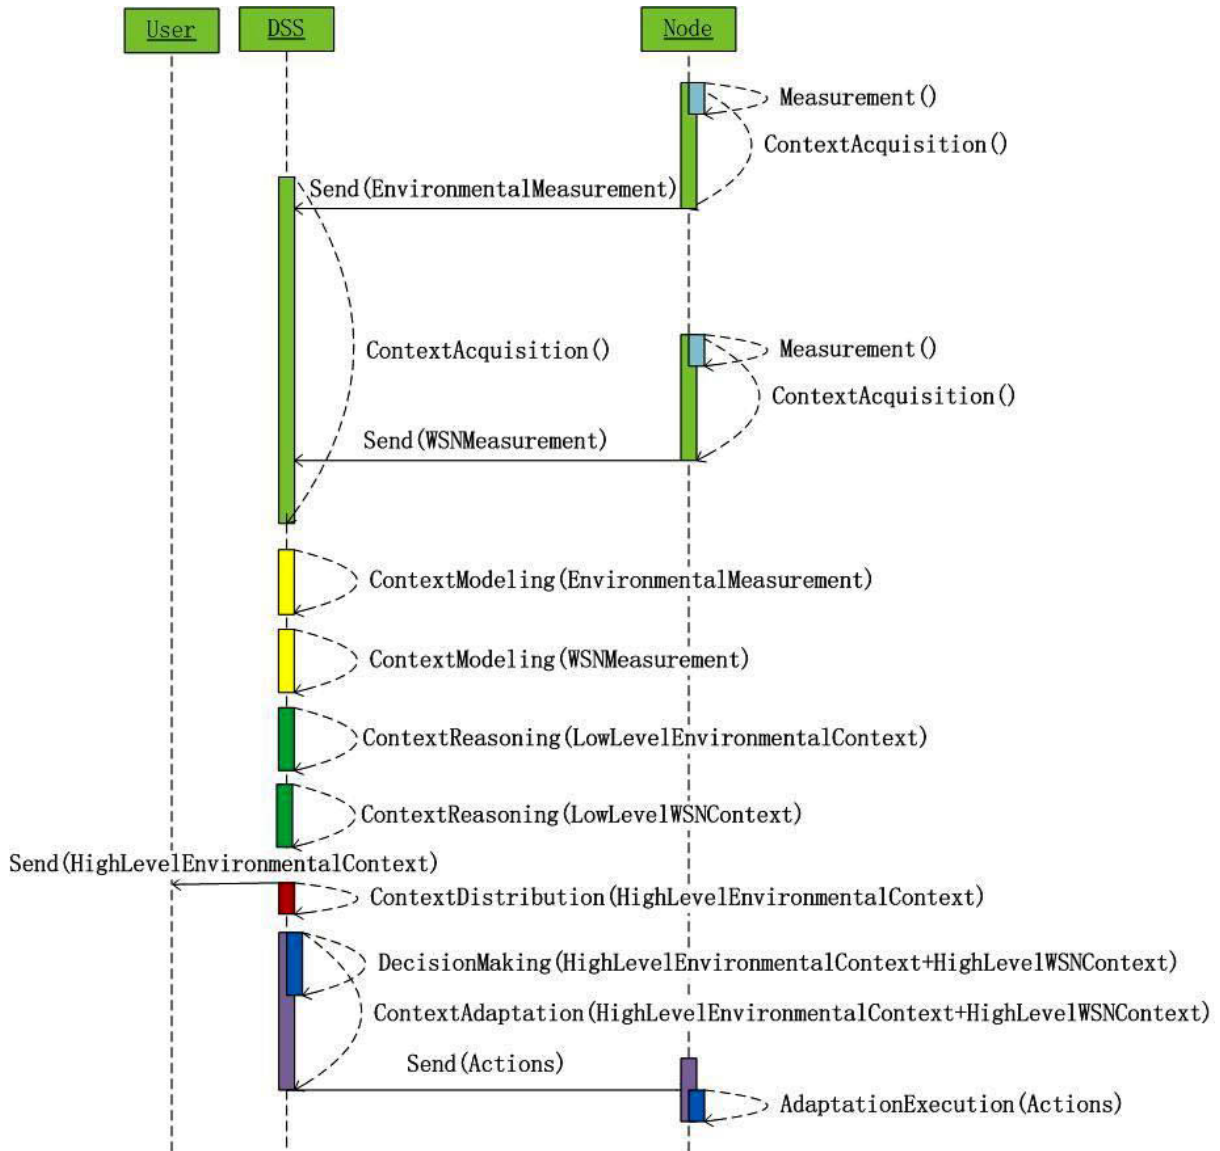 User
DSS
Node
Measurement()
ContextAcquisition()
Send(EnvironmentalMeasurement)
ContextAcquisition()
Measurement()
ContextAcquisition()
Send(WSNMeasurement)
ContextModeling(EnvironmentalMeasurement)
ContextModeling(WSNMeasurement)
ContextReasoning(LowLevelEnvironmentalContext)
ContextReasoning(LowLevelWSNContext)
Send(HighLevelEnvironmentalContext)
ContextDistribution(HighLevelEnvironmentalContext)
DecisionMaking(HighLevelEnvironmentalContext+HighLevelWSNContext)
ContextAdaptation(HighLevelEnvironmentalContext+HighLevelWSNContext)
Send(Actions)
AdaptationExecution(Actions)